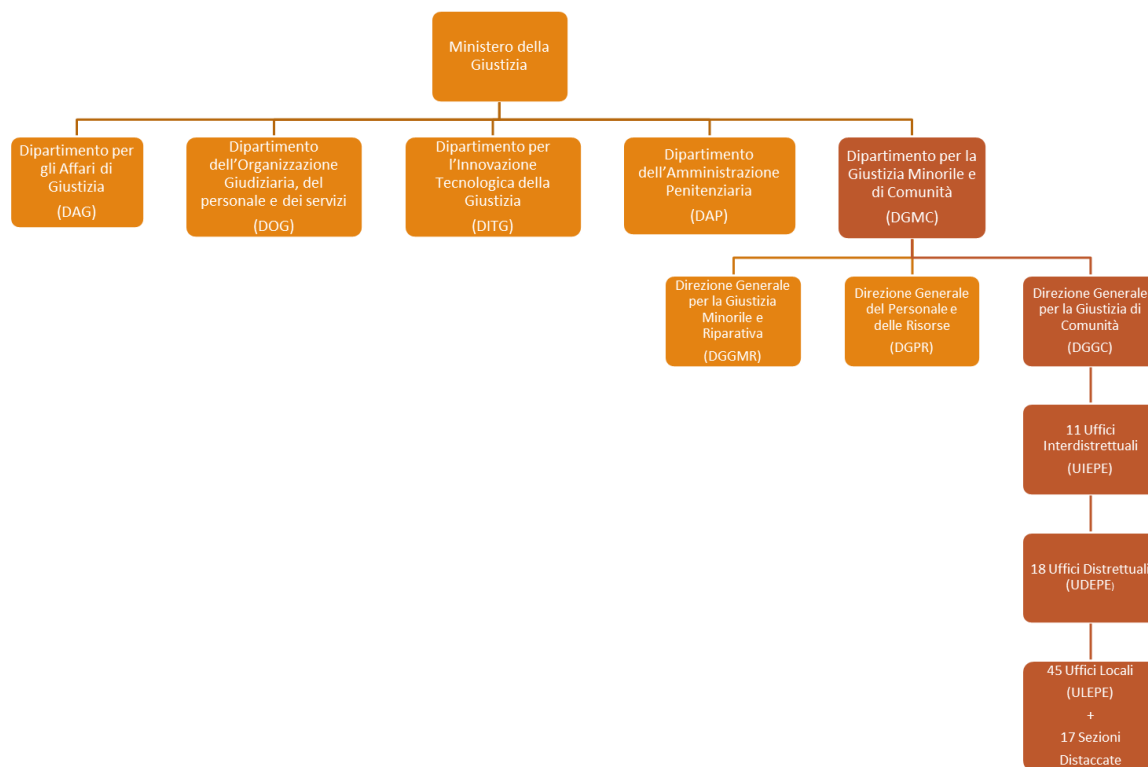 Ministero della
Giustizia
Dipartimento per
gli Affari di
Giustizia
(DAG)
Dipartimento
dell'Organizzazione
Giudiziaria, del
personale e dei servizi
(DOG)
Dipartimento per
l'Innovazione
Tecnologica della
Giustizia
(DITG)
Dipartimento
dell'Amministrazione
Penitenziaria
(DAP)
Dipartimento per la
Giustizia Minorile e
di Comunità
(DGMC)
Direzione Generale
per la Giustizia
Minorile e
Riparativa
(DGGMR)
Direzione Generale
del Personale e
delle Risorse
(DGPR)
Direzione Generale
per la Giustizia di
Comunità
(DGGC)
11 Uffici
Interdistrettuali
(UIEPE)
18 Uffici Distrettuali
(UDEPE)
45 Uffici Locali
(ULEPE)
+
17 Sezioni
Distaccate